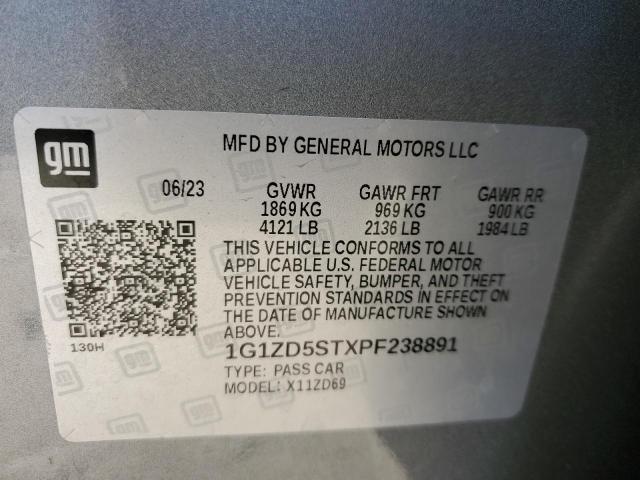 gm
MFD BY GENERAL MOTORS LLC
06/23 GVWR GAWR FRT GAWR RR
1869 KG 969 KG 900 KG
4121 LB 2136 LB 1984 LB
THIS VEHICLE CONFORMS TO ALL
APPLICABLE U.S. FEDERAL MOTOR
VEHICLE SAFETY, BUMPER, AND THEFT
PREVENTION STANDARDS IN EFFECT ON
THE DATE OF MANUFACTURE SHOWN
ABOVE.
130H
1G1ZD5STXPF238891
TYPE: PASS CAR
MODEL: X11ZD69